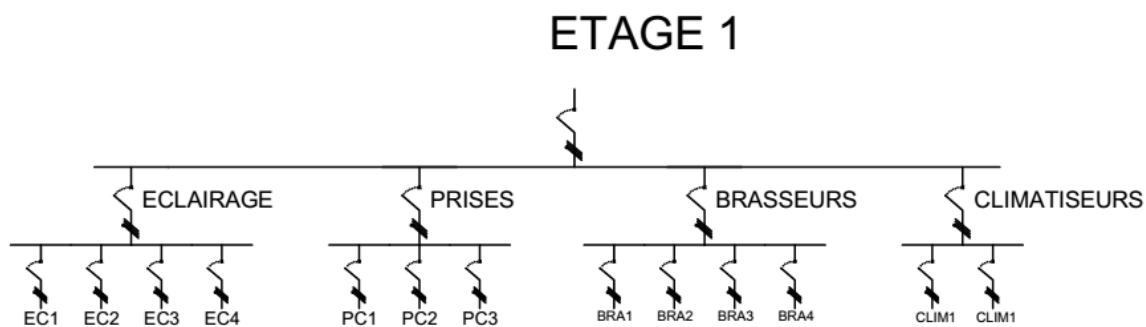 ETAGE 1
ECLAIRAGE PRISES BRASSEURS CLIMATISEURS
EC1 EC2 EC3 EC4 PC1 PC2 PC3 BRA1 BRA2 BRA3 BRA4 CLIM1 CLIM1